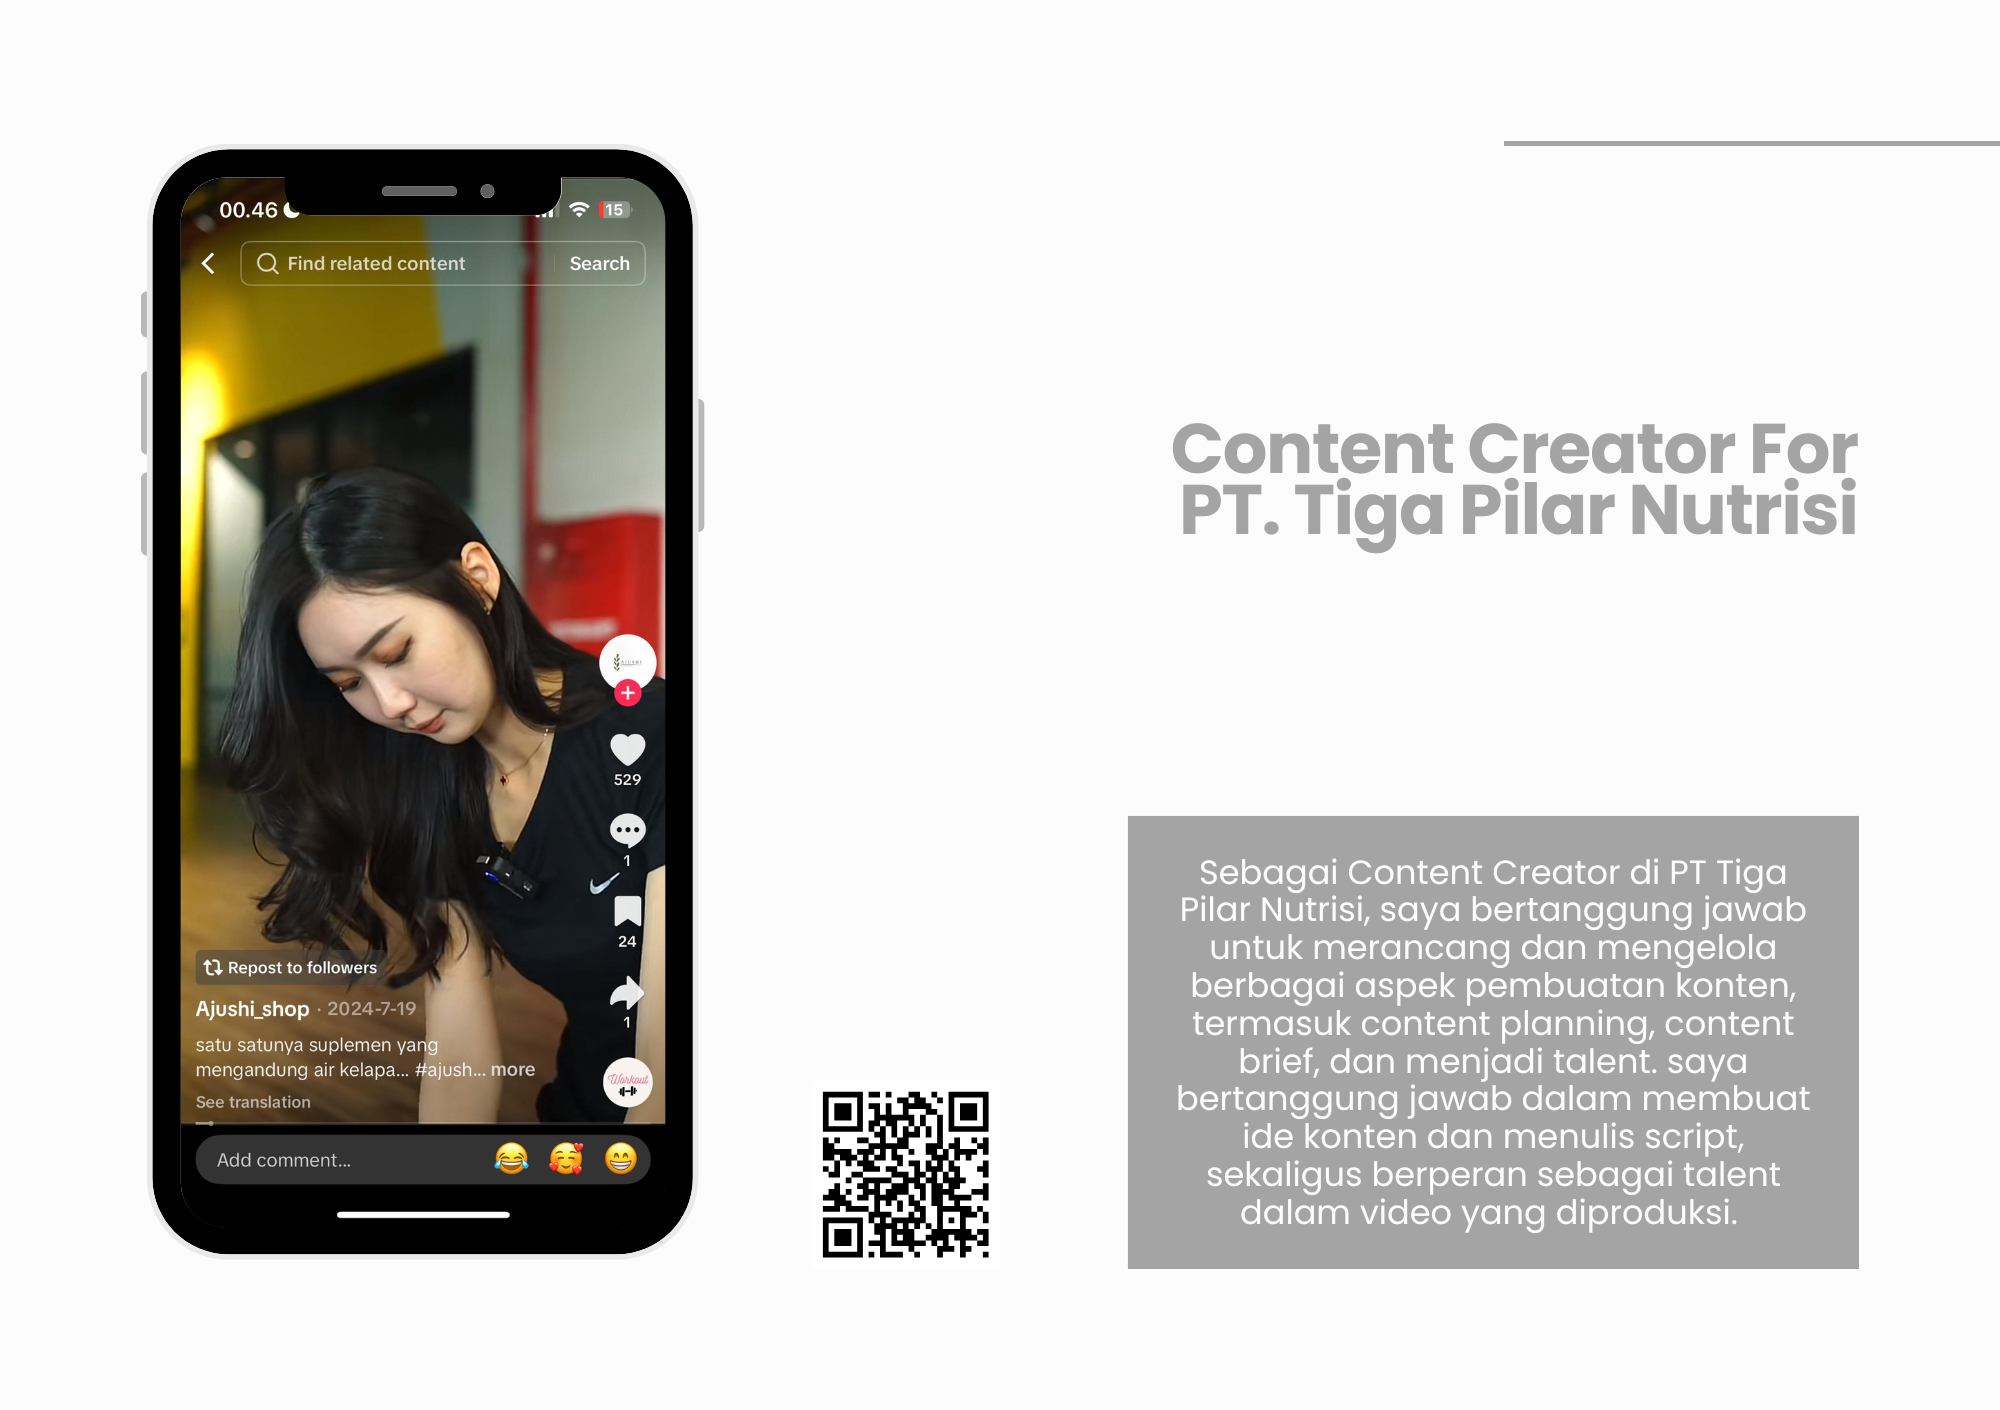 00.46
15
Find related content
Search
AJUSHI
529
1
24
1
Repost to followers
Ajushi_shop · 2024-7-19
satu satunya suplemen yang
mengandung air kelapa... #ajush... more
See translation
Workout
Add comment...
Content Creator For
PT. Tiga Pilar Nutrisi
Sebagai Content Creator di PT Tiga
Pilar Nutrisi, saya bertanggung jawab
untuk merancang dan mengelola
berbagai aspek pembuatan konten,
termasuk content planning, content
brief, dan menjadi talent. saya
bertanggung jawab dalam membuat
ide konten dan menulis script,
sekaligus berperan sebagai talent
dalam video yang diproduksi.